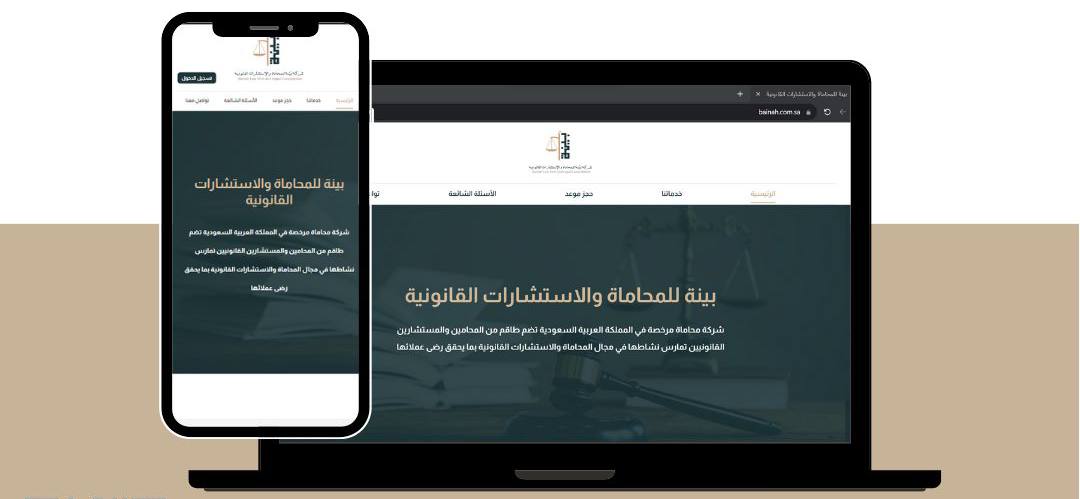 تسجيل الدخول
الرئيسية خدماتنا حجز موعد الأسئلة الشائعة تواصل معنا
بينة للمحاماة والاستشارات
القانونية
شركة محاماة مرخصة في المملكة العربية السعودية تضم
طاقم من المحامين والمستشارين القانونيين تمارس
نشاطها في مجال المحاماة والاستشارات القانونية بما يحقق
رضى عملائها
بينة للمحاماة والاستشارات القانونية
bainah.com.sa
الرئيسية خدماتنا حجز موعد الأسئلة الشائعة توا
بينة للمحاماة والاستشارات القانونية
شركة محاماة مرخصة في المملكة العربية السعودية تضم طاقم من المحامين والمستشارين
القانونيين تمارس نشاطها في مجال المحاماة والاستشارات القانونية بما يحقق رضى عملائها